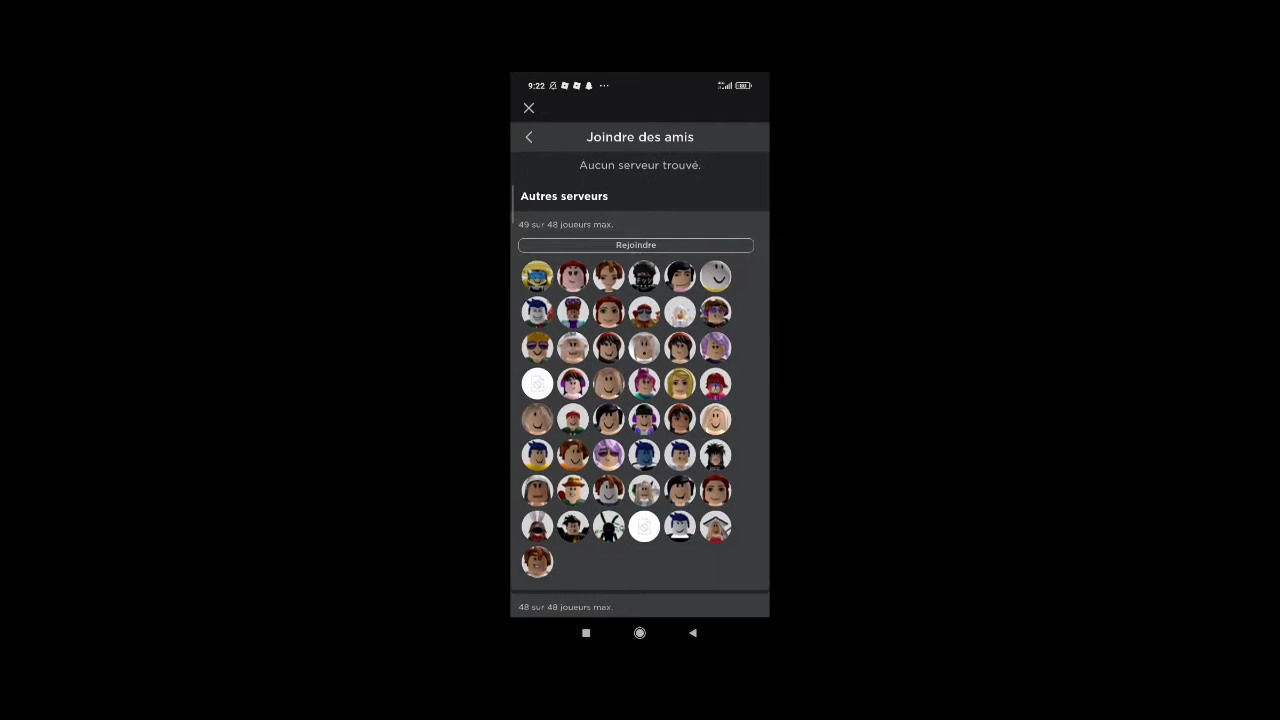 9:22
Joindre des amis
Aucun serveur trouvé.
Autres serveurs
49 sur 48 joueurs max.
Rejoindre
48 sur 48 joueurs max.